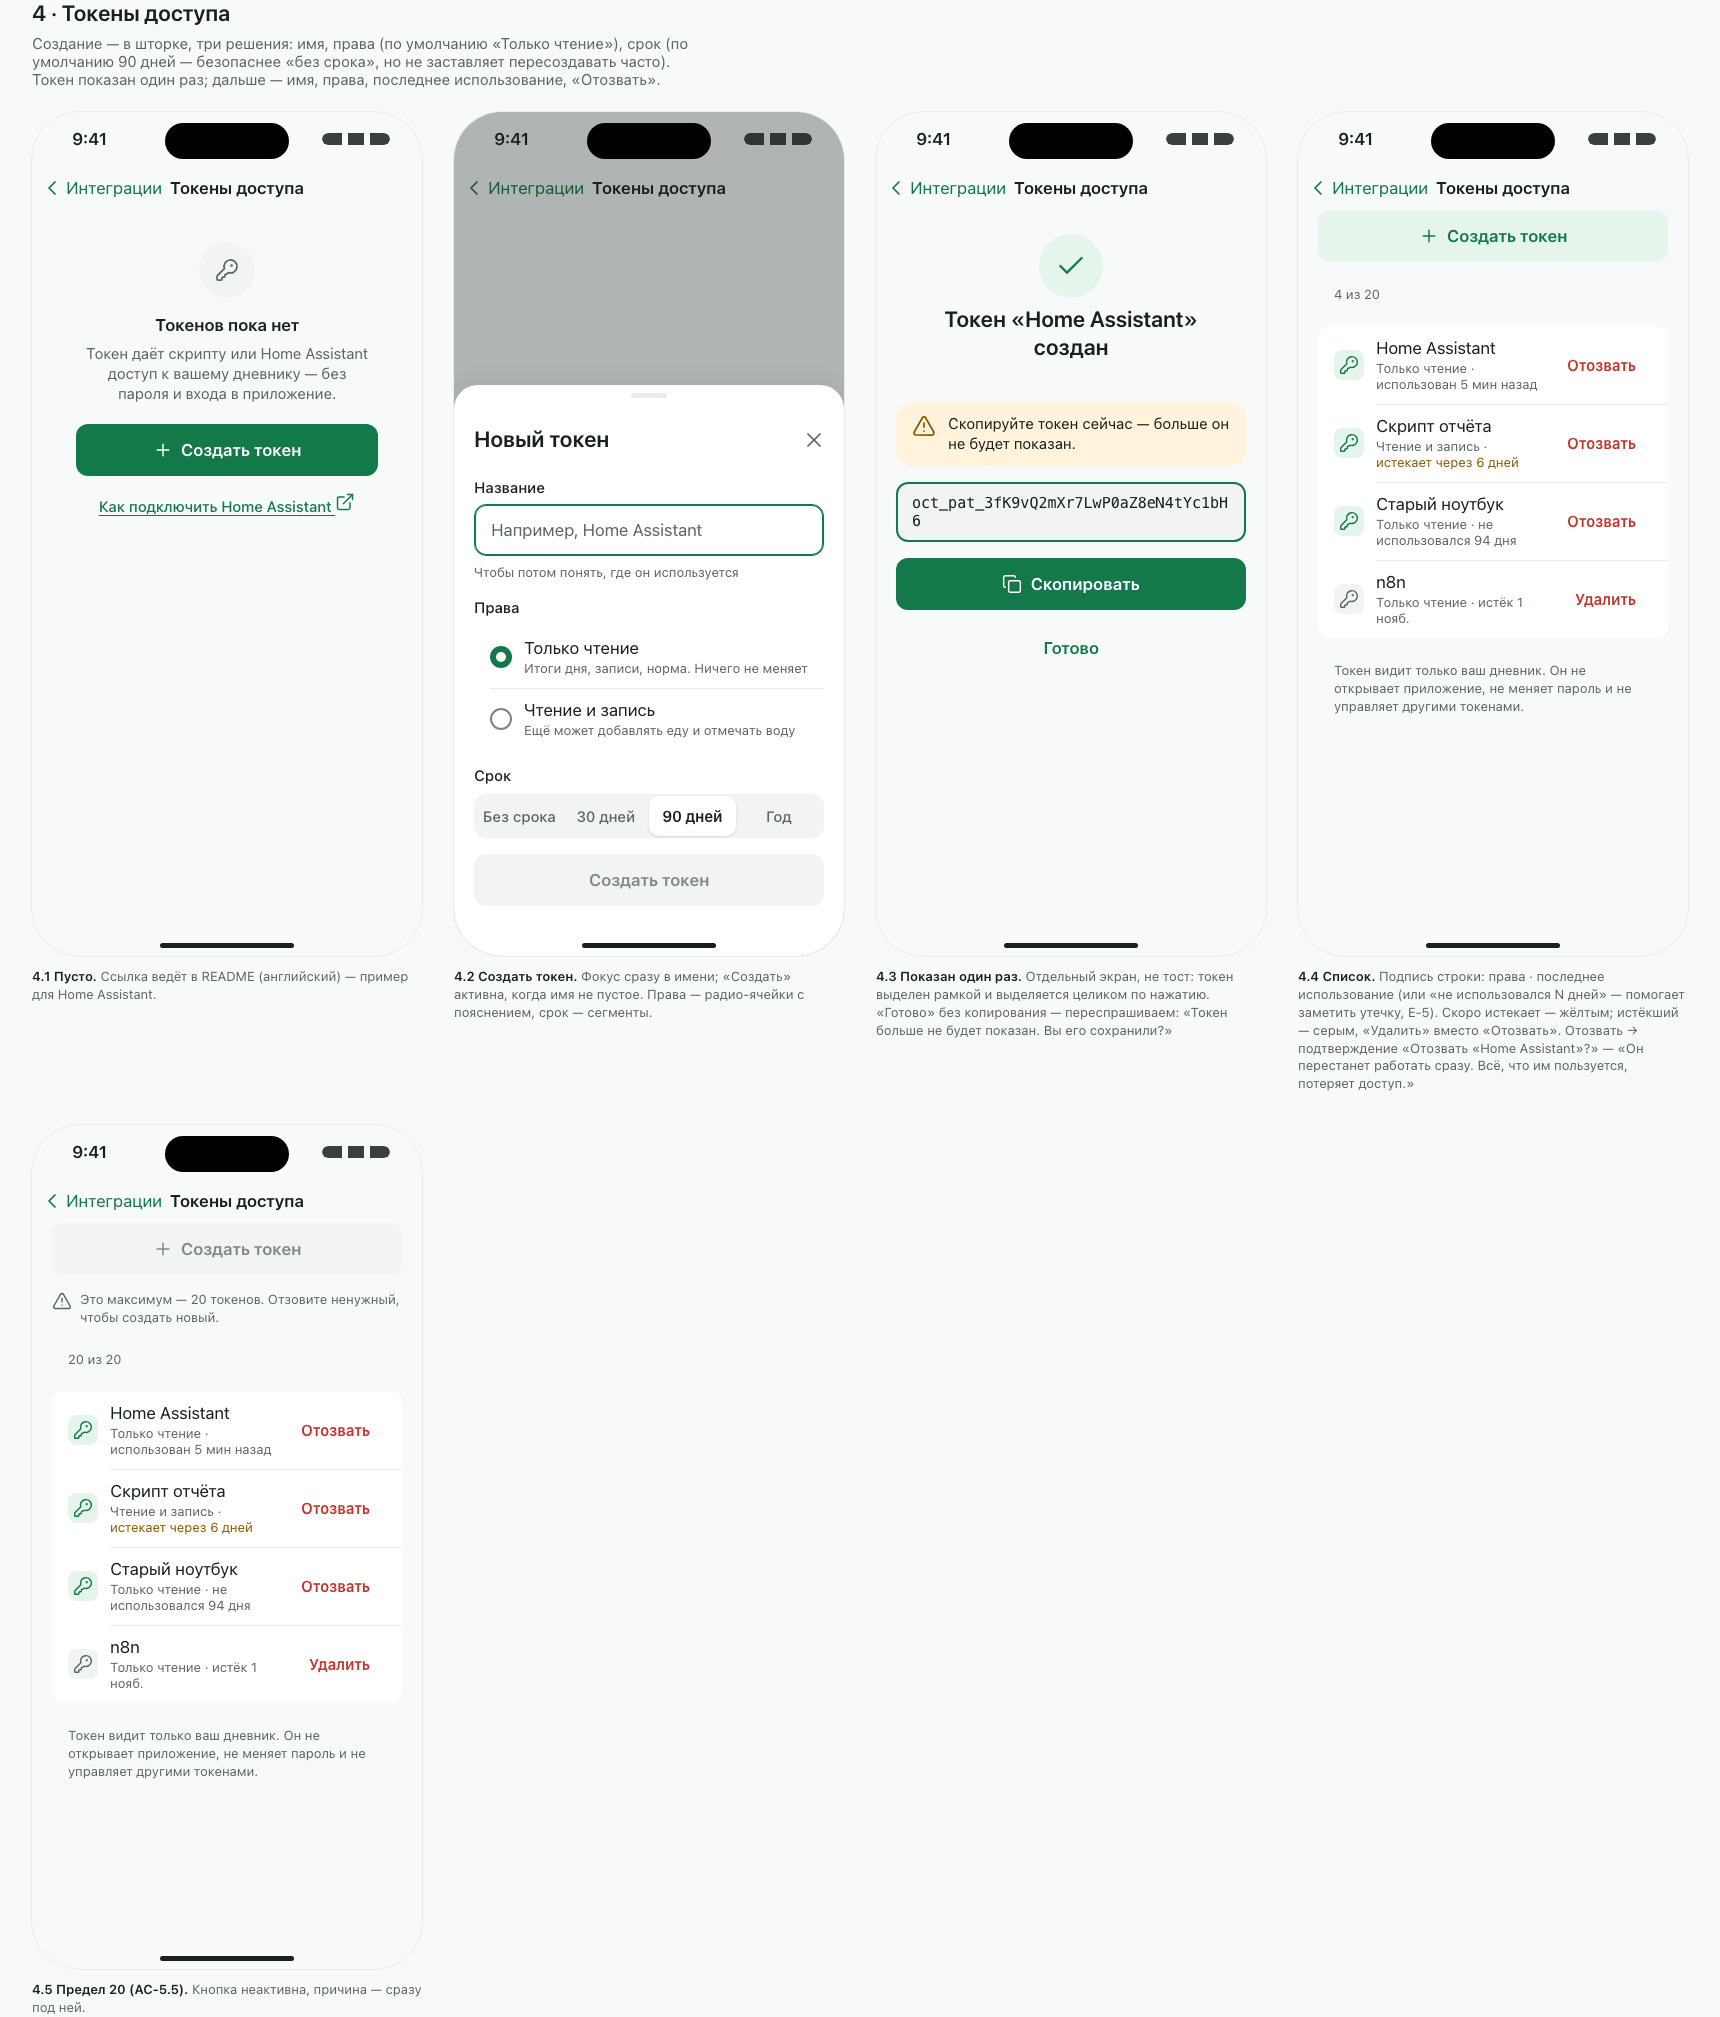 4 · Токены доступа
Создание — в шторке, три решения: имя, права (по умолчанию «Только чтение»), срок (по
умолчанию 90 дней — безопаснее «без срока», но не заставляет пересоздавать часто).
Токен показан один раз; дальше — имя, права, последнее использование, «Отозвать».
9:41
Интеграции Токены доступа
Токенов пока нет
Токен даёт скрипту или Home Assistant
доступ к вашему дневнику — без
пароля и входа в приложение.
Создать токен
Как подключить Home Assistant
4.1 Пусто. Ссылка ведёт в README (английский) — пример
для Home Assistant.
9:41
Интеграции Токены доступа
Новый токен
Название
Например, Home Assistant
Чтобы потом понять, где он используется
Права
Только чтение
Итоги дня, записи, норма. Ничего не меняет
Чтение и запись
Ещё может добавлять еду и отмечать воду
Срок
Без срока 30 дней 90 дней Год
Создать токен
4.2 Создать токен. Фокус сразу в имени; «Создать»
активна, когда имя не пустое. Права — радио-ячейки с
пояснением, срок — сегменты.
9:41
Интеграции Токены доступа
Токен «Home Assistant»
создан
Скопируйте токен сейчас — больше он
не будет показан.
oct_pat_3fK9vQ2mXr7LwP0aZ8eN4tYc1bH
6
Скопировать
Готово
4.3 Показан один раз. Отдельный экран, не тост: токен
выделен рамкой и выделяется целиком по нажатию.
«Готово» без копирования — переспрашиваем: «Токен
больше не будет показан. Вы его сохранили?»
9:41
Интеграции Токены доступа
Создать токен
4 из 20
Home Assistant
Только чтение ·
использован 5 мин назад
Отозвать
Скрипт отчёта
Чтение и запись ·
истекает через 6 дней
Отозвать
Старый ноутбук
Только чтение · не
использовался 94 дня
Отозвать
n8n
Только чтение · истёк 1
нояб.
Удалить
Токен видит только ваш дневник. Он не
открывает приложение, не меняет пароль и не
управляет другими токенами.
4.4 Список. Подпись строки: права · последнее
использование (или «не использовался N дней» — помогает
заметить утечку, E-5). Скоро истекает — жёлтым; истёкший
— серым, «Удалить» вместо «Отозвать». Отозвать →
подтверждение «Отозвать «Home Assistant»?» — «Он
перестанет работать сразу. Всё, что им пользуется,
потеряет доступ.»
9:41
Интеграции Токены доступа
Создать токен
Это максимум — 20 токенов. Отзовите ненужный,
чтобы создать новый.
20 из 20
Home Assistant
Только чтение ·
использован 5 мин назад
Отозвать
Скрипт отчёта
Чтение и запись ·
истекает через 6 дней
Отозвать
Старый ноутбук
Только чтение · не
использовался 94 дня
Отозвать
n8n
Только чтение · истёк 1
нояб.
Удалить
Токен видит только ваш дневник. Он не
открывает приложение, не меняет пароль и не
управляет другими токенами.
4.5 Предел 20 (AC-5.5). Кнопка неактивна, причина — сразу
под ней.